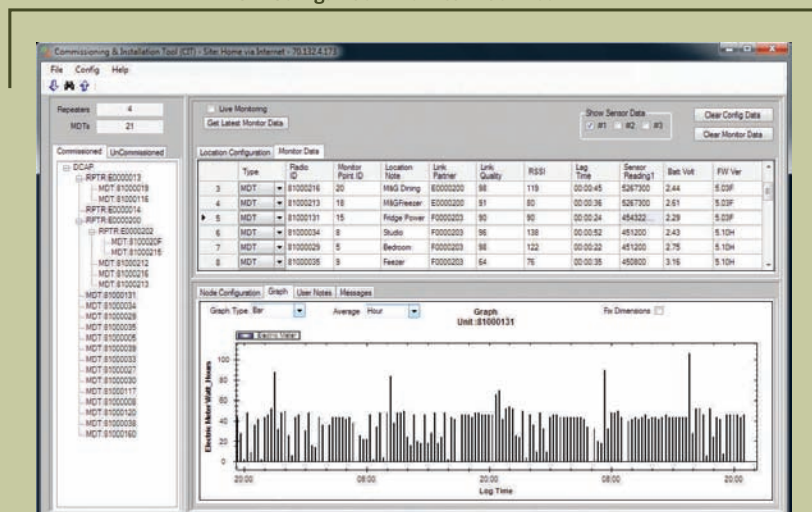 Commissioning & Installation Tool (CIT) - Site: Home via Internet - 70.132.4.173
File Config Help
Repeaters 4
MDTs 21
Commissioned UnCommissioned
DCAP
RPTR:E0000013
MDT:81000019
MDT:81000116
RPTR:E0000014
RPTR:E0000200
RPTR:E0000202
MDT:8100020F
MDT:81000215
MDT:81000212
MDT:81000216
MDT:81000213
MDT:81000131
MDT:81000034
MDT:81000029
MDT:81000035
MDT:81000005
MDT:81000039
MDT:81000033
MDT:81000027
MDT:81000030
MDT:81000117
MDT:81000008
MDT:81000120
MDT:81000038
MDT:8100016D
Live Monitoring
Get Latest Monitor Data
Show Sensor Data
#1 #2 #3
Clear Config Data
Clear Monitor Data
Location Configuration Monitor Data
Type Radio ID Monitor Point ID Location Note Link Partner Link Quality RSSI Lag Time Sensor Reading1 Batt Volt FW Ver
3 MDT 81000216 20 M&G Dining E0000200 98 119 00:00:45 5267300 2.44 5.03F
4 MDT 81000213 18 M&GFreezer E0000200 91 80 00:00:36 5267300 2.61 5.03F
5 MDT 81000131 15 Fridge Power F0000203 90 90 00:00:24 454322... 2.29 5.03F
6 MDT 81000034 8 Studio F0000203 96 138 00:00:52 451200 2.43 5.10H
7 MDT 81000029 5 Bedroom F0000203 98 122 00:00:22 451200 2.75 5.10H
8 MDT 81000035 9 Feezer F0000203 64 76 00:00:35 450800 3.16 5.10H
Node Configuration Graph User Notes Messages
Graph Type Bar Average Hour Graph Fix Dimensions
Unit :81000131
Electric Meter
Electric Meter Watt_Hours
100
80
60
40
20
0
20:00 08:00 20:00 08:00 20:00
Log Time